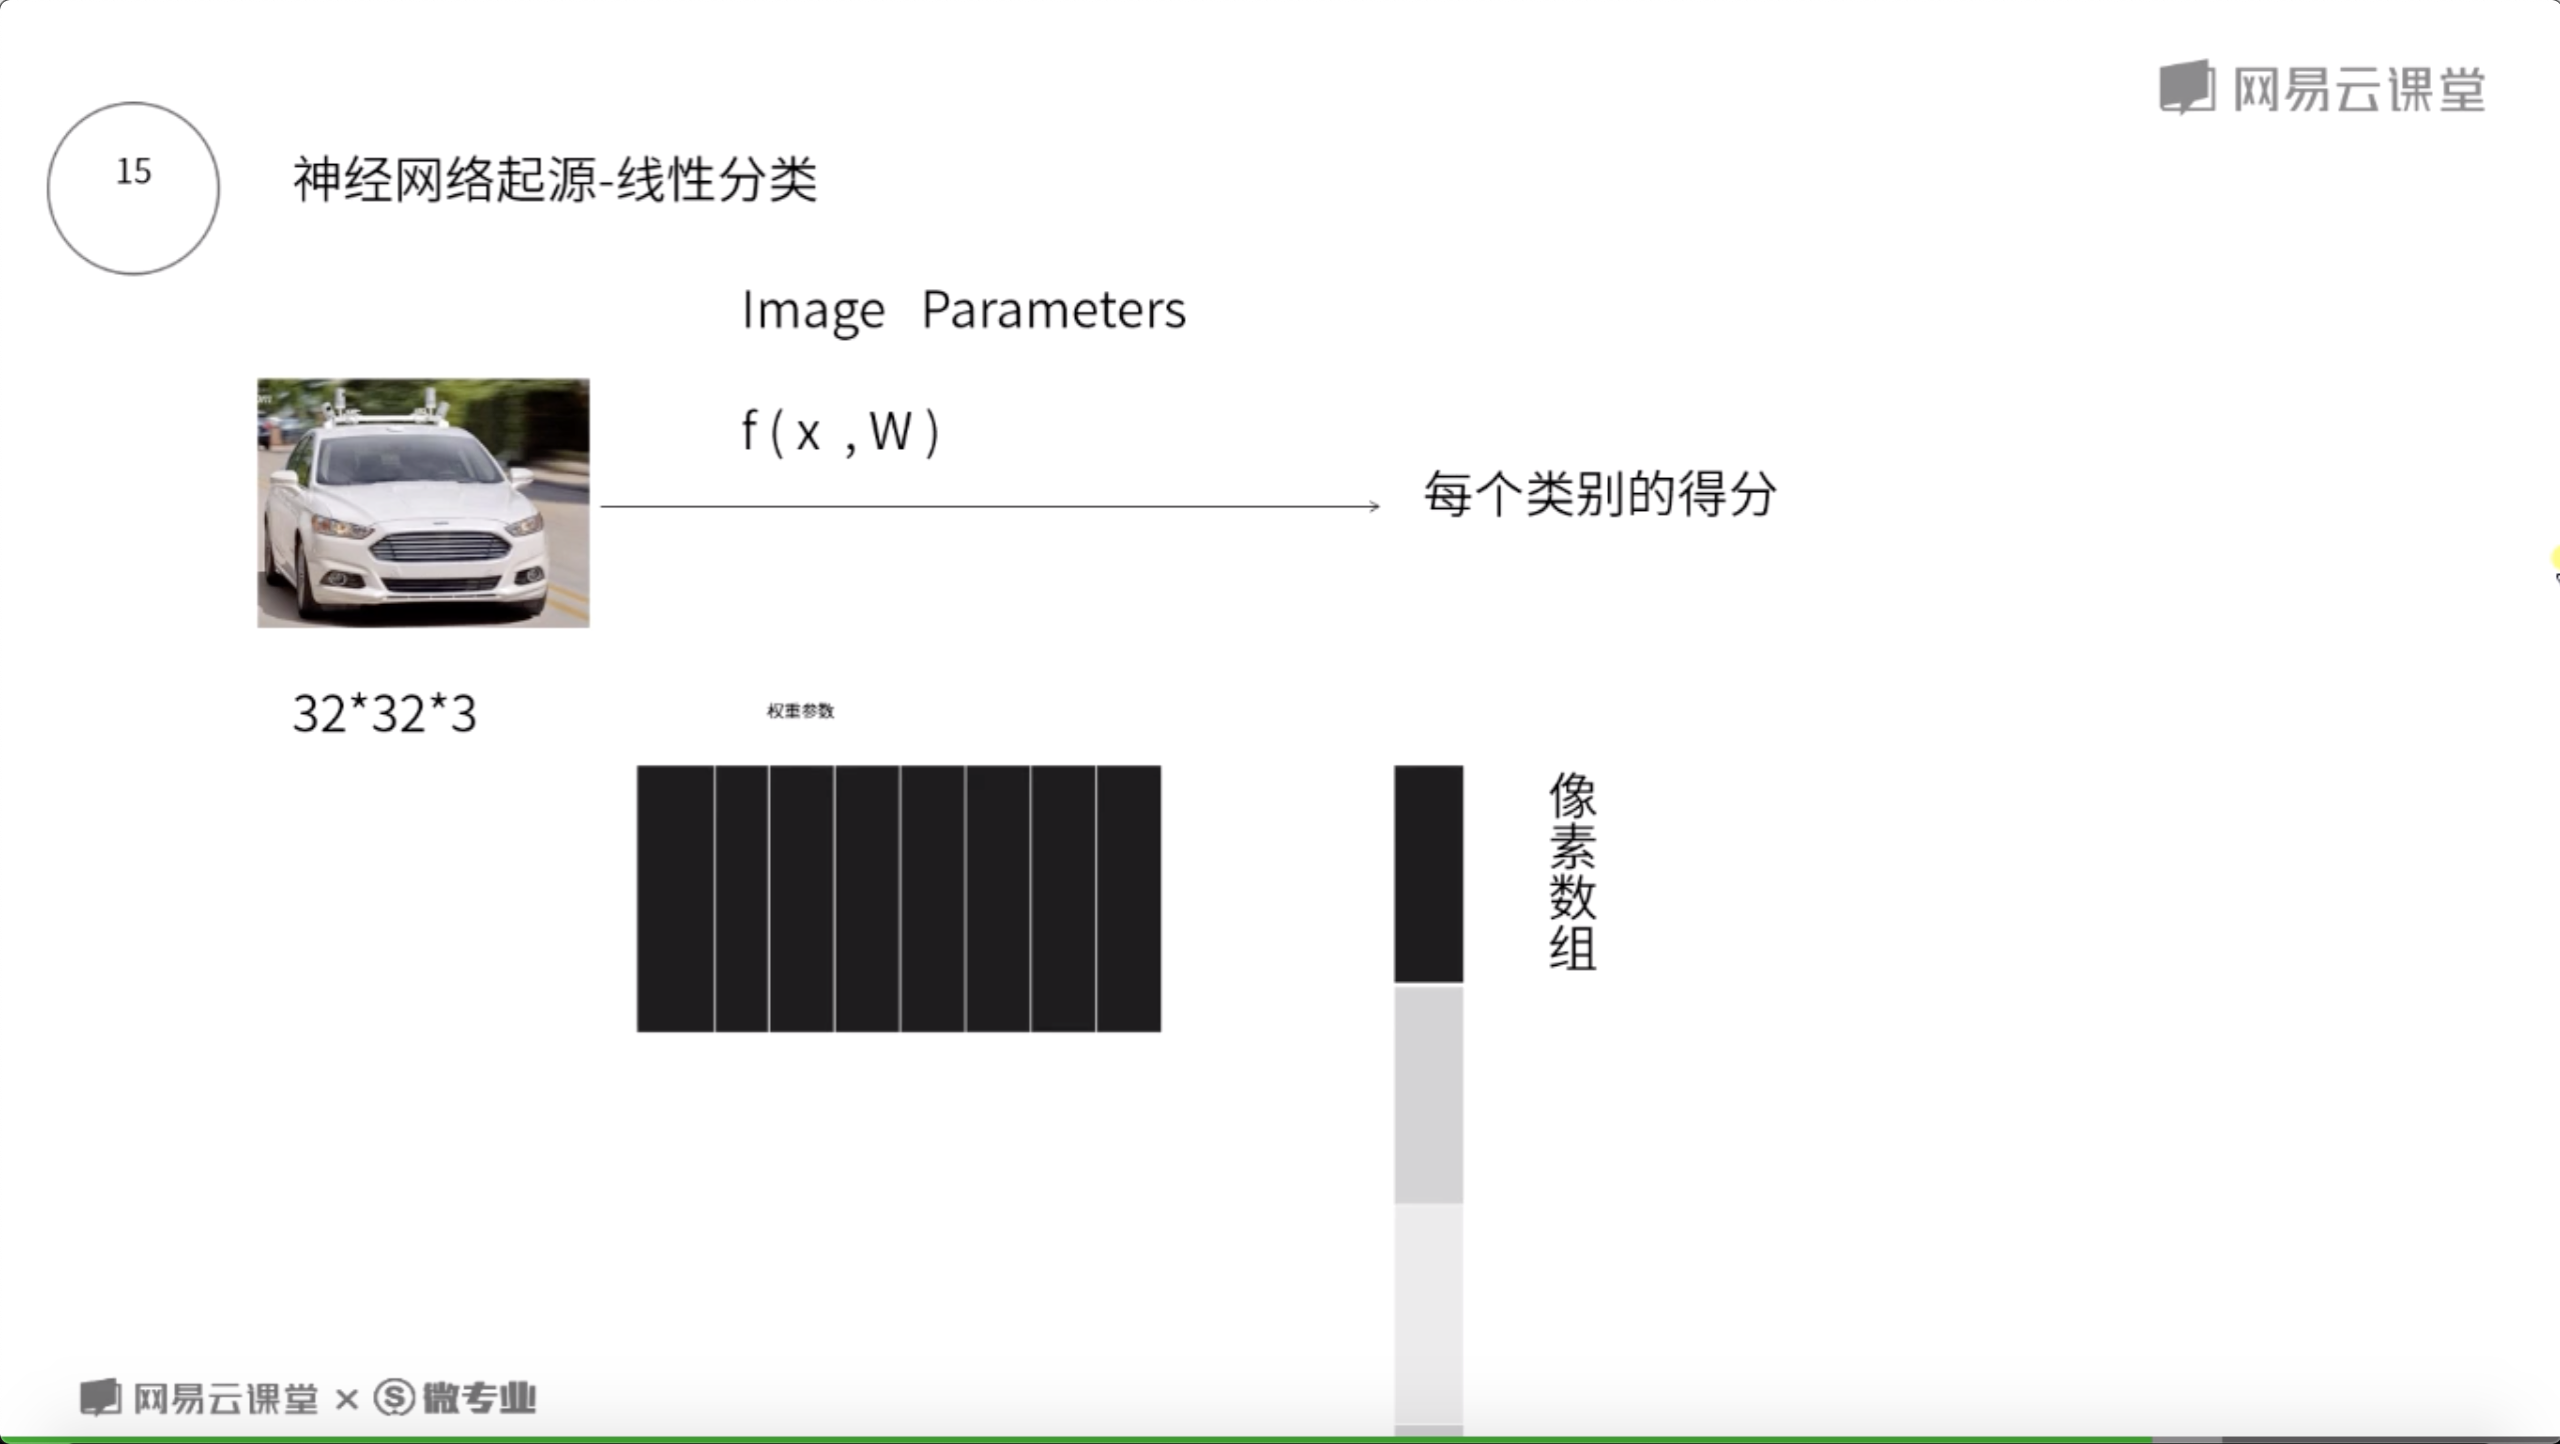 网易云课堂
15
神经网络起源-线性分类
Image Parameters
f ( x , W )
每个类别的得分
32*32*3
权重参数
像素数组
网易云课堂 × S 微专业